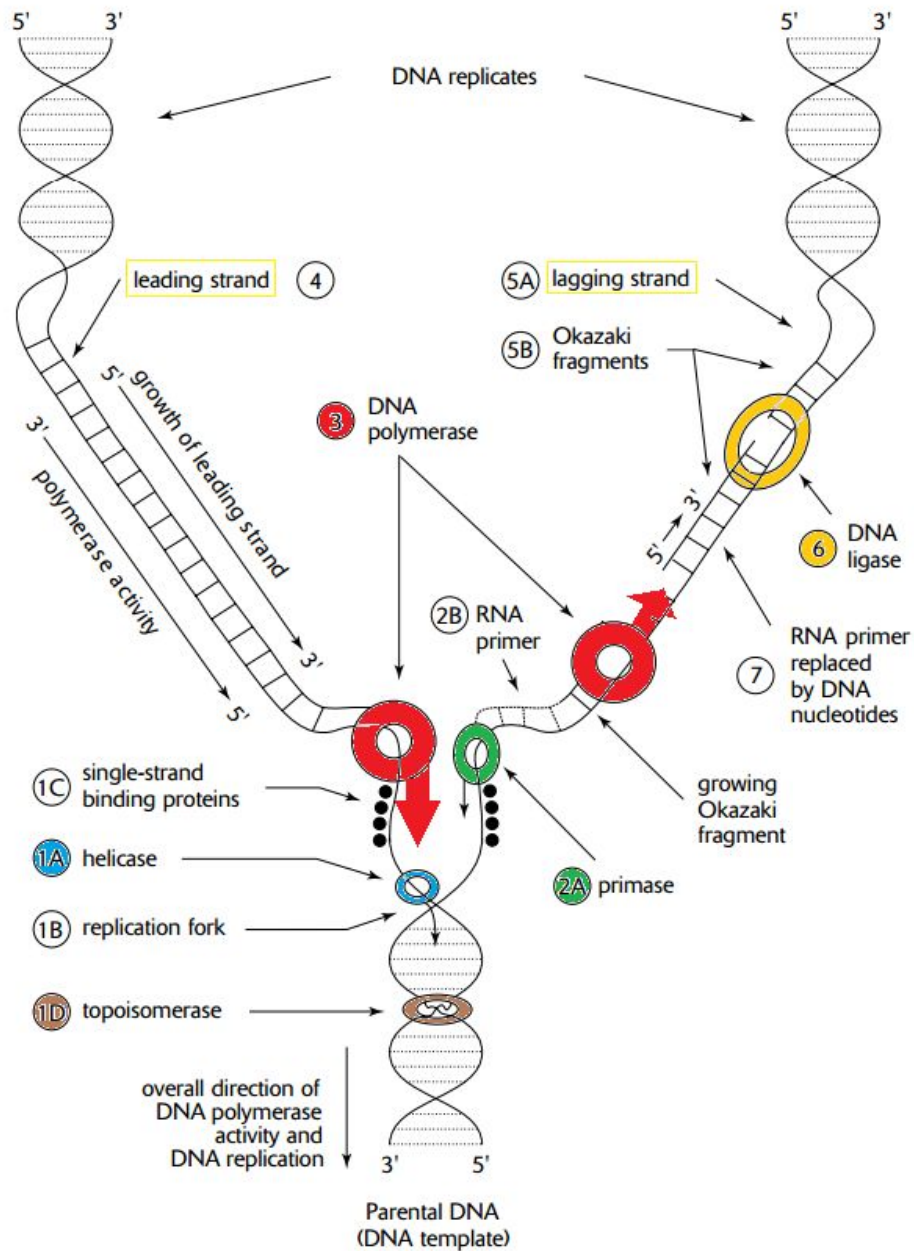 5' 3'
5' 3'
DNA replicates
leading strand 4
5A lagging strand
5B Okazaki
fragments
5'
growth of leading strand
3'
3'
polymerase activity
5'
3 DNA
polymerase
5' → 3'
6 DNA
ligase
2B RNA
primer
7 RNA primer
replaced
by DNA
nucleotides
growing
Okazaki
fragment
1C single-strand
binding proteins
1A helicase
2A primase
1B replication fork
1D topoisomerase
overall direction of
DNA polymerase
activity and
DNA replication
3' 5'
Parental DNA
(DNA template)